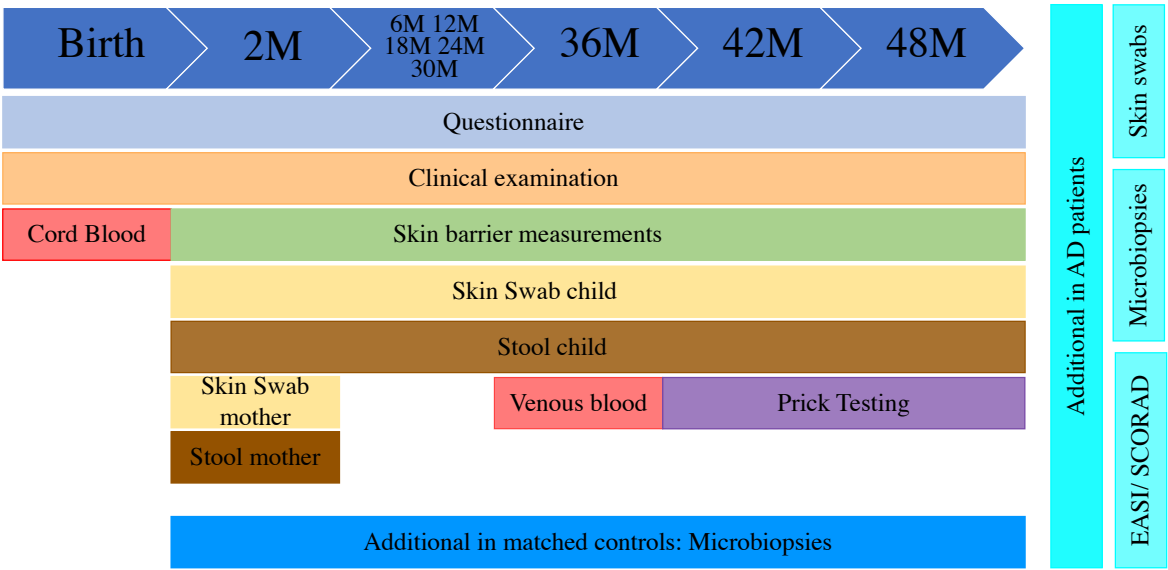 Birth
2M
6M 12M
18M 24M
30M
36M
42M
48M
Questionnaire
Clinical examination
Cord Blood
Skin barrier measurements
Skin Swab child
Stool child
Skin Swab
mother
Venous blood
Prick Testing
Stool mother
Additional in matched controls: Microbiopsies
Additional in AD patients
Skin swabs
Microbiopsies
EASI/ SCORAD